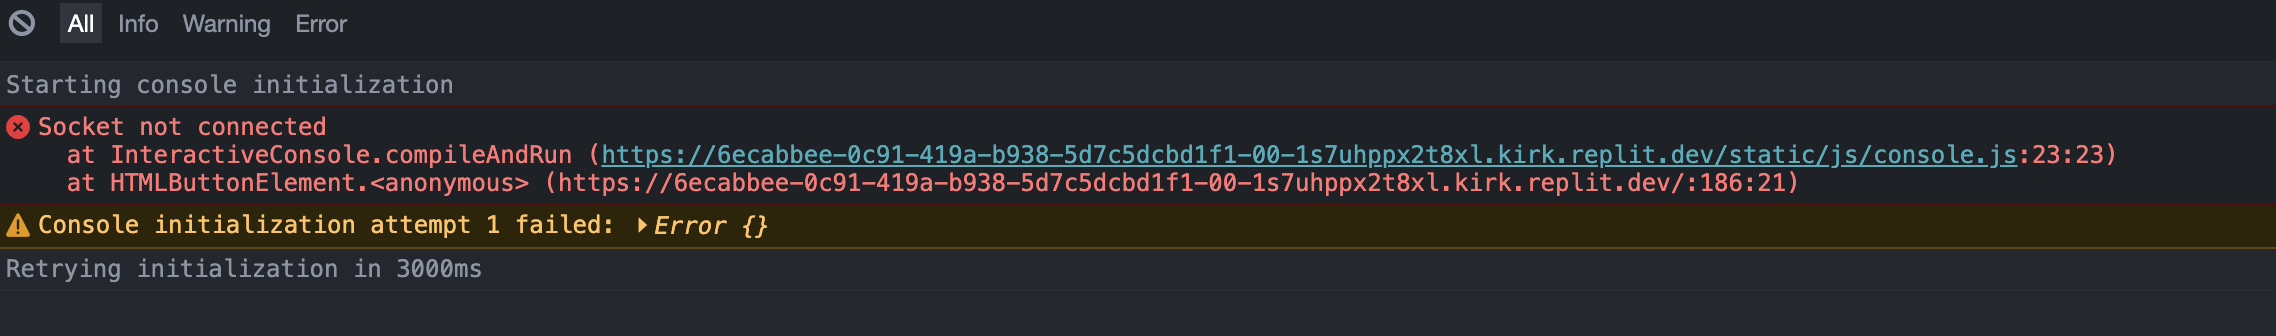 All Info Warning Error
Starting console initialization
Socket not connected
at InteractiveConsole.compileAndRun (https://6ecabbee-0c91-419a-b938-5d7c5dcbd1f1-00-1s7uhppx2t8xl.kirk.replit.dev/static/js/console.js:23:23)
at HTMLButtonElement.<anonymous> (https://6ecabbee-0c91-419a-b938-5d7c5dcbd1f1-00-1s7uhppx2t8xl.kirk.replit.dev/:186:21)
Console initialization attempt 1 failed: Error {}
Retrying initialization in 3000ms